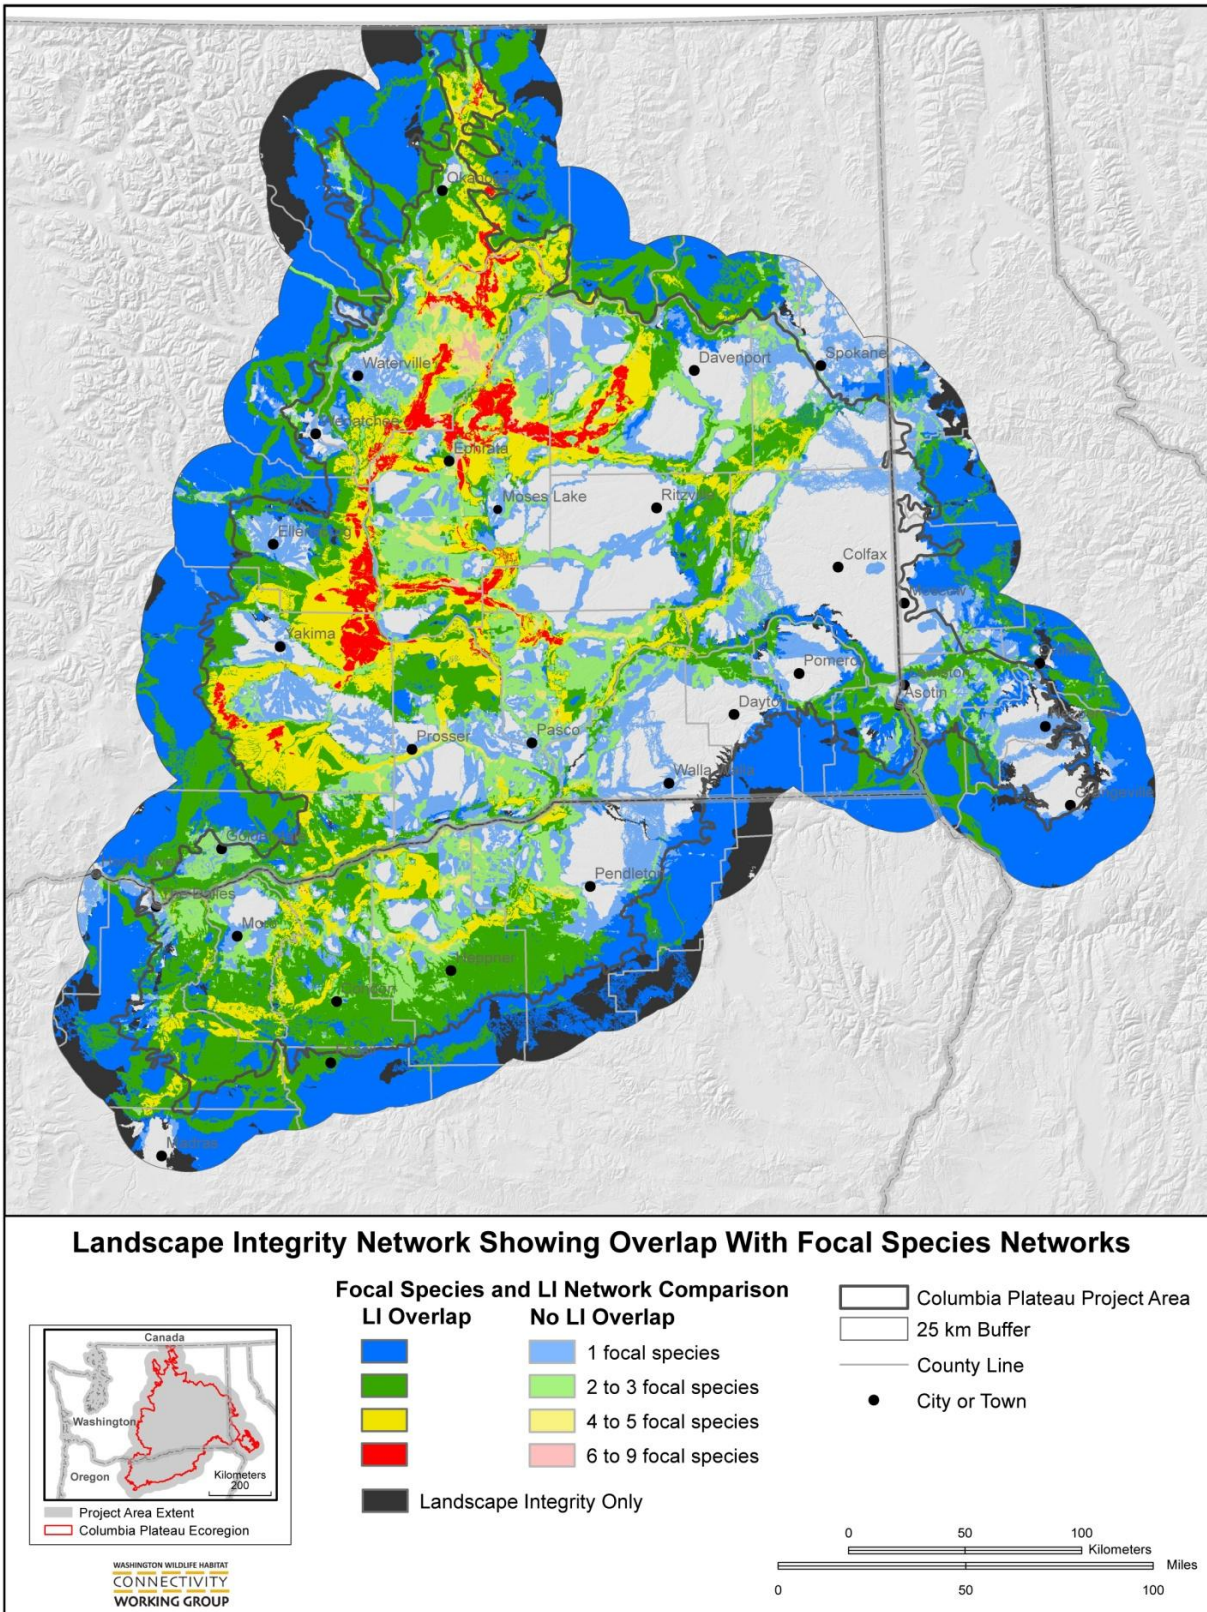 Okanogan
Waterville
Wenatchee
Ephrata
Davenport
Spokane
Moses Lake
Ritzville
Ellensburg
Colfax
Moscow
Yakima
Pomeroy
Asotin
Dayton
Prosser
Pasco
Walla Walla
Grangeville
Goldendale
The Dalles
Pendleton
Moro
Heppner
Condon
Madras
Landscape Integrity Network Showing Overlap With Focal Species Networks
Focal Species and LI Network Comparison
LI Overlap No LI Overlap
1 focal species
2 to 3 focal species
4 to 5 focal species
6 to 9 focal species
Landscape Integrity Only
Columbia Plateau Project Area
25 km Buffer
County Line
City or Town
Canada
Washington
Oregon
Kilometers
200
Project Area Extent
Columbia Plateau Ecoregion
WASHINGTON WILDLIFE HABITAT
CONNECTIVITY
WORKING GROUP
0 50 100
Kilometers
Miles
0 50 100